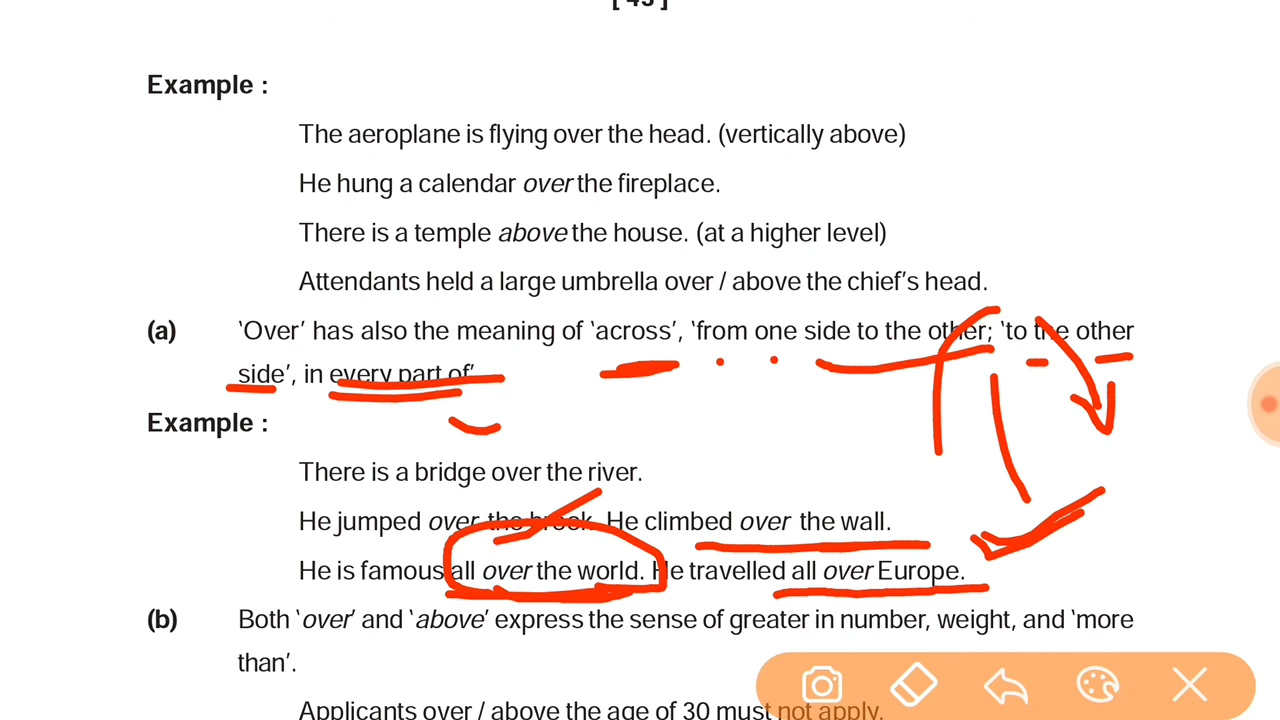 [ 43 ]
Example :
The aeroplane is flying over the head. (vertically above)
He hung a calendar over the fireplace.
There is a temple above the house. (at a higher level)
Attendants held a large umbrella over / above the chief's head.
(a) 'Over' has also the meaning of 'across', 'from one side to the other; 'to the other
side', in every part of'
Example :
There is a bridge over the river.
He jumped over the brook. He climbed over the wall.
He is famous all over the world. He travelled all over Europe.
(b) Both 'over' and 'above' express the sense of greater in number, weight, and 'more
than'.
Applicants over / above the age of 30 must not apply.